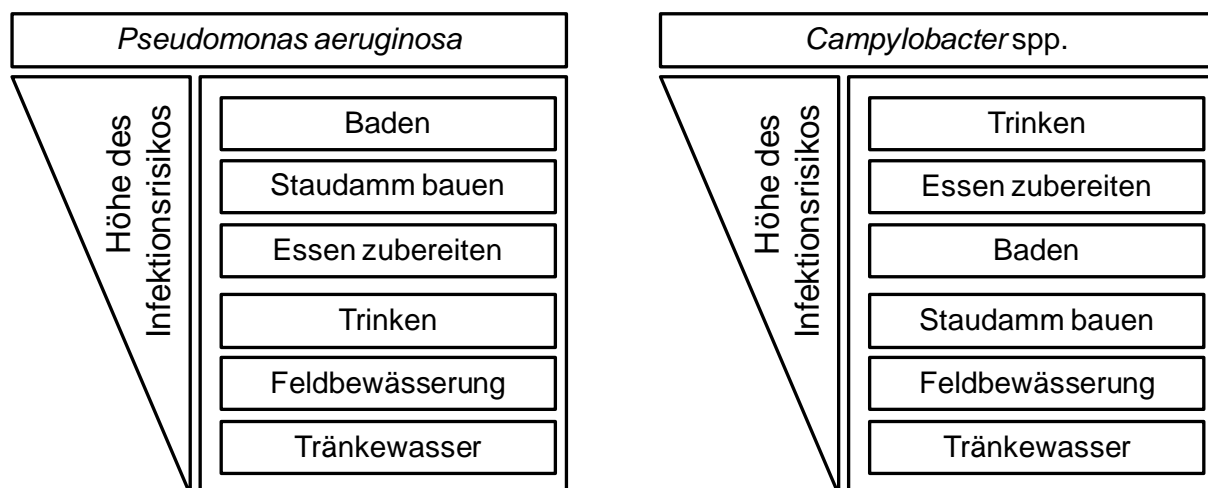 Pseudomonas aeruginosa
Höhe des
Infektionsrisikos
Baden
Staudamm bauen
Essen zubereiten
Trinken
Feldbewässerung
Tränkewasser
Campylobacter spp.
Höhe des
Infektionsrisikos
Trinken
Essen zubereiten
Baden
Staudamm bauen
Feldbewässerung
Tränkewasser